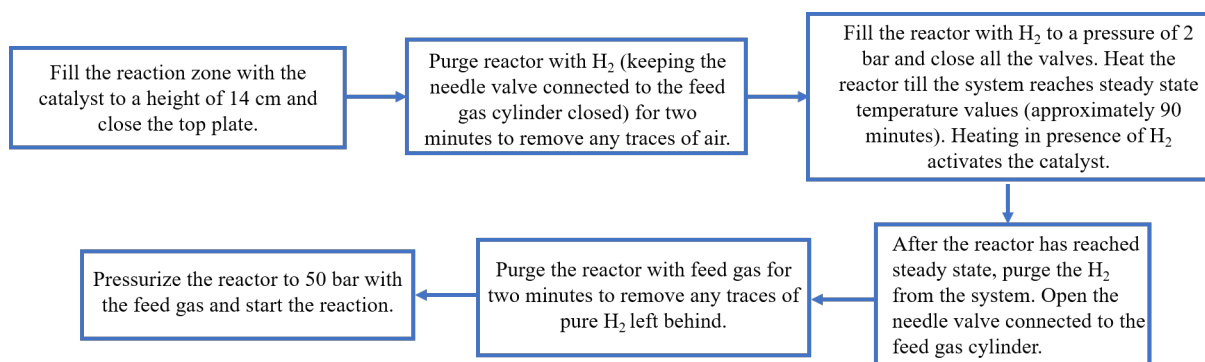 Fill the reaction zone with the
catalyst to a height of 14 cm and
close the top plate.
Purge reactor with H₂ (keeping the
needle valve connected to the feed
gas cylinder closed) for two
minutes to remove any traces of air.
Fill the reactor with H₂ to a pressure of 2
bar and close all the valves. Heat the
reactor till the system reaches steady state
temperature values (approximately 90
minutes). Heating in presence of H₂
activates the catalyst.
After the reactor has reached
steady state, purge the H₂
from the system. Open the
needle valve connected to the
feed gas cylinder.
Purge the reactor with feed gas for
two minutes to remove any traces of
pure H₂ left behind.
Pressurize the reactor to 50 bar with
the feed gas and start the reaction.